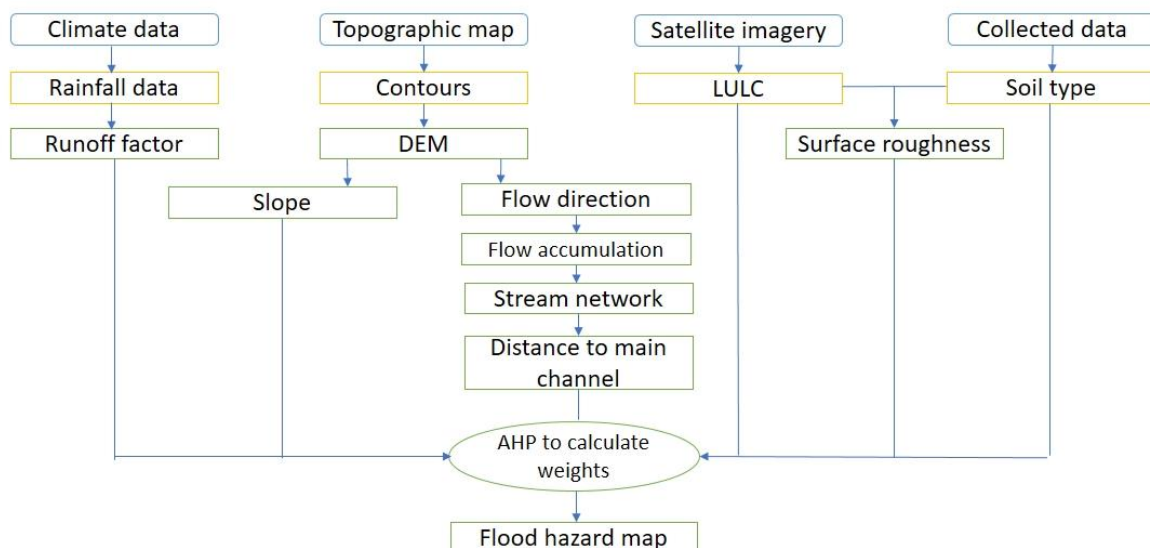 Climate data
Topographic map
Satellite imagery
Collected data
Rainfall data
Contours
LULC
Soil type
Runoff factor
DEM
Surface roughness
Slope
Flow direction
Flow accumulation
Stream network
Distance to main
channel
AHP to calculate
weights
Flood hazard map